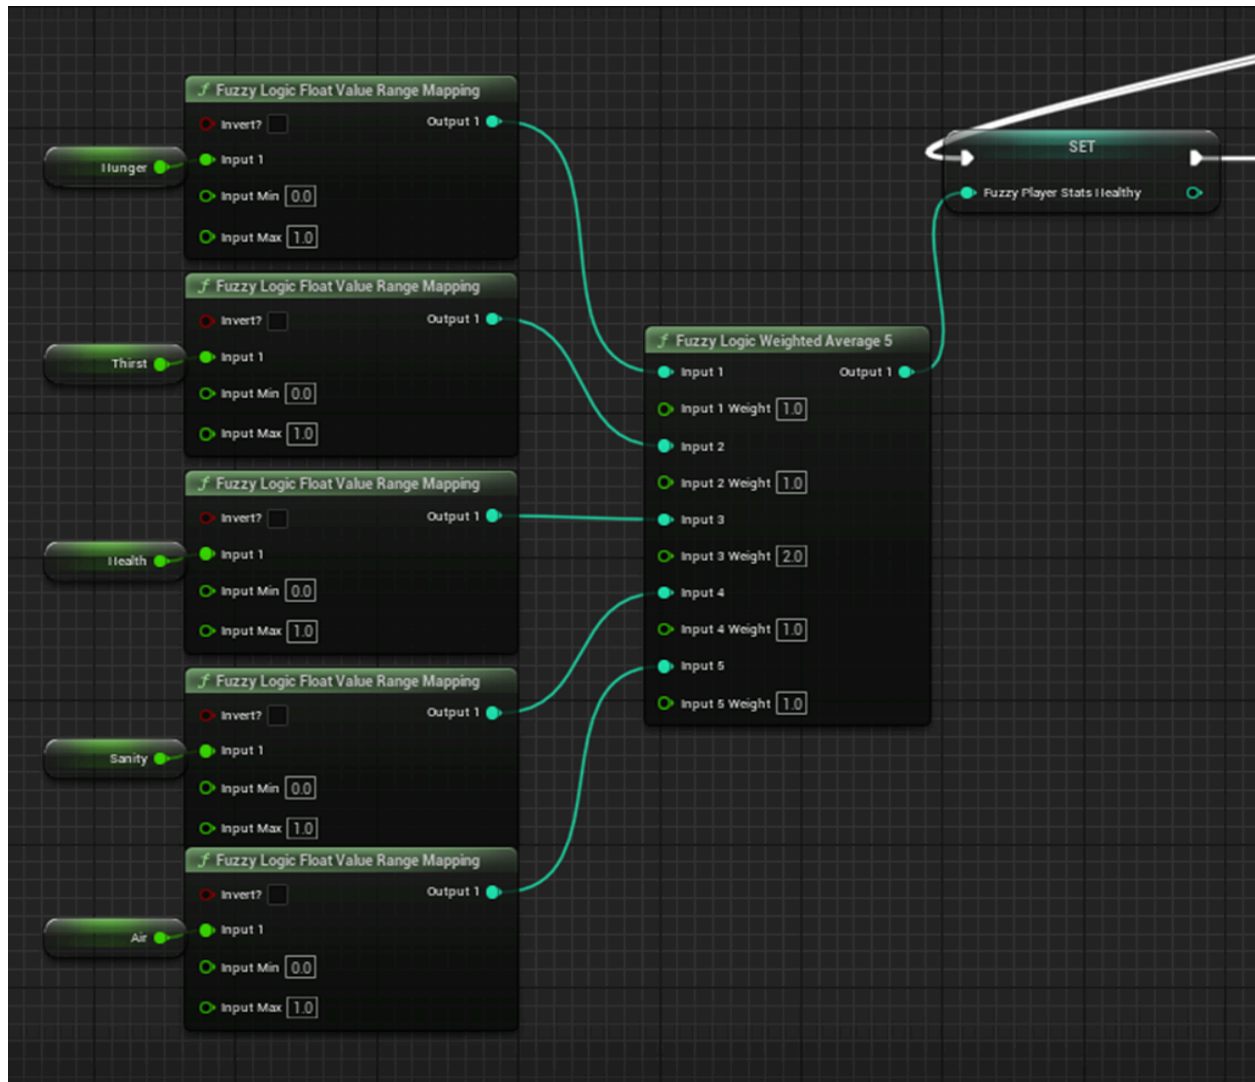 f Fuzzy Logic Float Value Range Mapping
Invert?
Output 1
Hunger
Input 1
Input Min 0.0
Input Max 1.0
f Fuzzy Logic Float Value Range Mapping
Invert?
Output 1
Thirst
Input 1
Input Min 0.0
Input Max 1.0
f Fuzzy Logic Float Value Range Mapping
Invert?
Output 1
Health
Input 1
Input Min 0.0
Input Max 1.0
f Fuzzy Logic Float Value Range Mapping
Invert?
Output 1
Sanity
Input 1
Input Min 0.0
Input Max 1.0
f Fuzzy Logic Float Value Range Mapping
Invert?
Output 1
Air
Input 1
Input Min 0.0
Input Max 1.0
f Fuzzy Logic Weighted Average 5
Input 1
Output 1
Input 1 Weight 1.0
Input 2
Input 2 Weight 1.0
Input 3
Input 3 Weight 2.0
Input 4
Input 4 Weight 1.0
Input 5
Input 5 Weight 1.0
SET
Fuzzy Player Stats Healthy